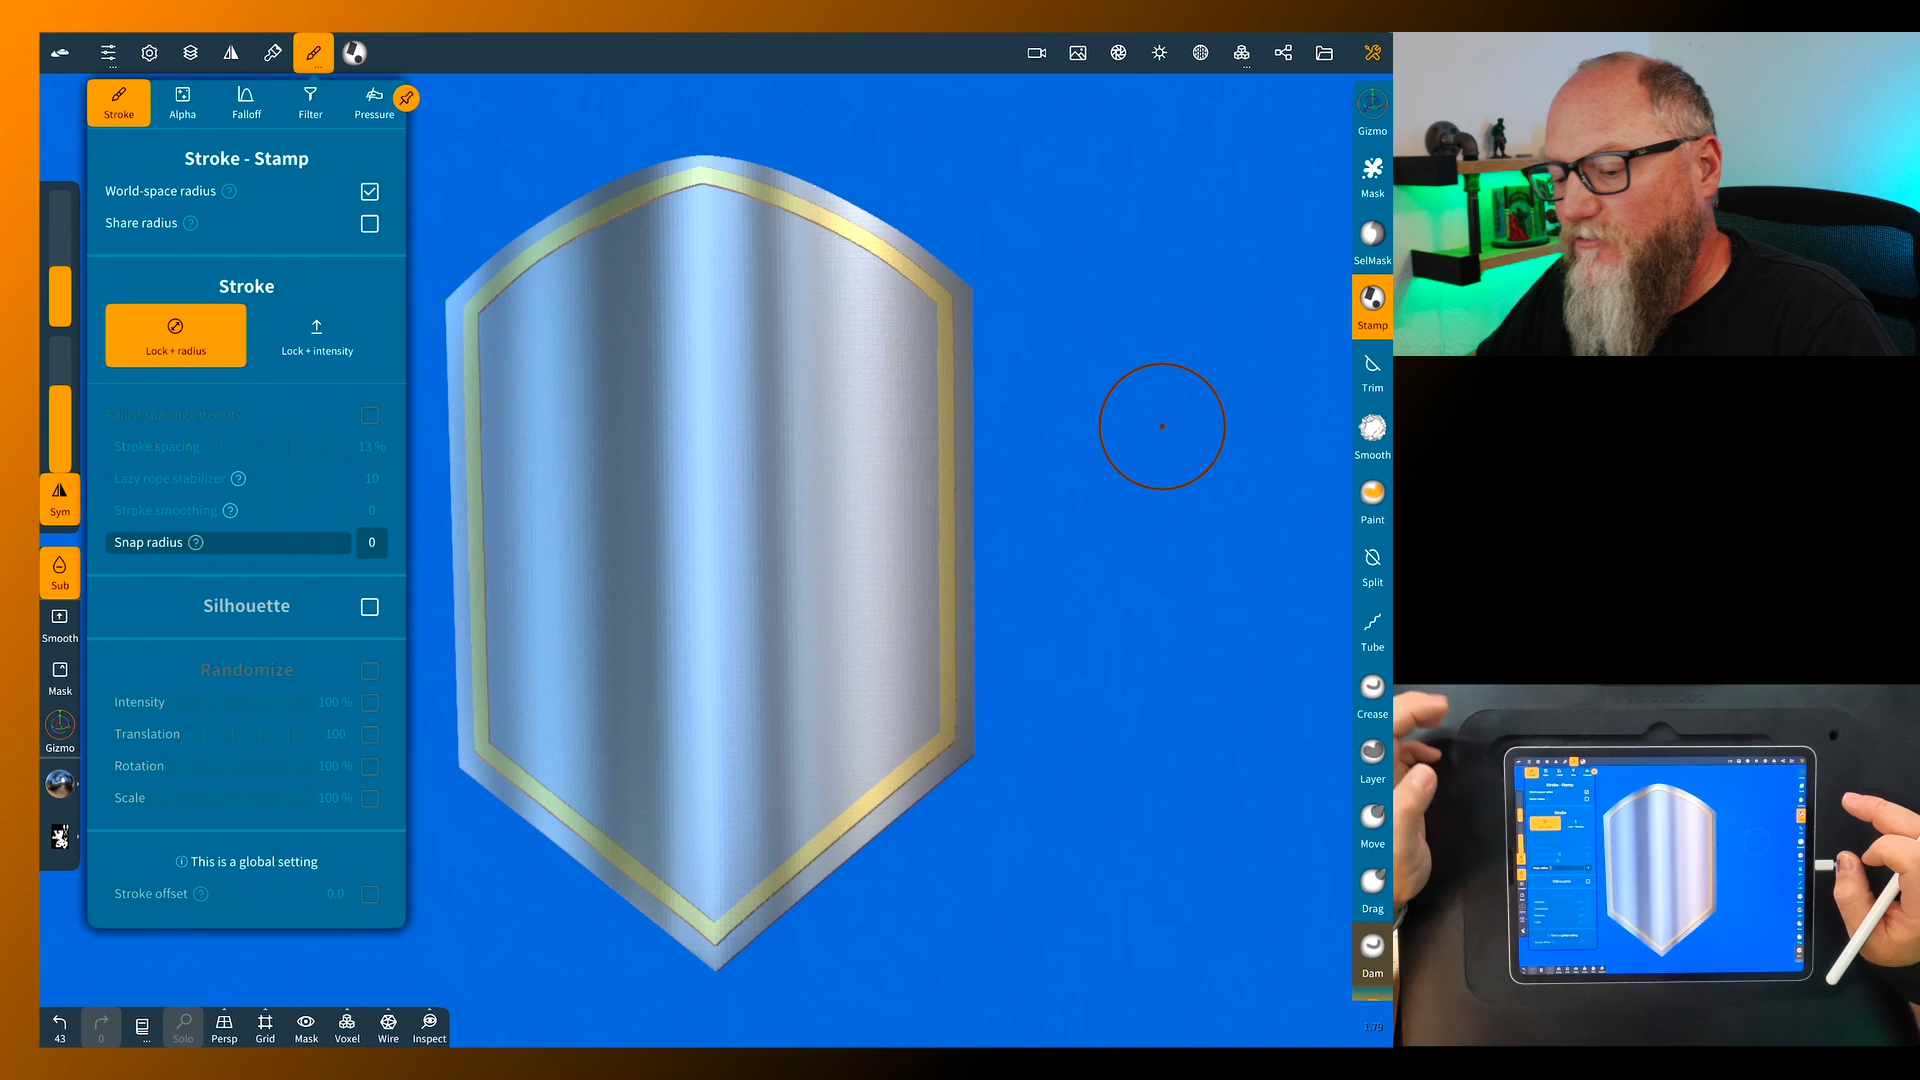 Stroke
Alpha
Falloff
Filter
Pressure
Stroke - Stamp
World-space radius ?
Share radius ?
Stroke
Lock + radius
Lock + intensity
Adjust spacing intensity
Stroke spacing 13 %
Lazy rope stabilizer ? 10
Stroke smoothing ? 0
Snap radius ? 0
Silhouette
Randomize
Intensity 100 %
Translation 100
Rotation 100 %
Scale 100 %
This is a global setting
Stroke offset ? 0.0
Sym
Sub
Smooth
Mask
Gizmo
43
0
...
Solo
Persp
Grid
Mask
Voxel
Wire
Inspect
Gizmo
Mask
SelMask
Stamp
Trim
Smooth
Paint
Split
Tube
Crease
Layer
Move
Drag
Dam
1.79